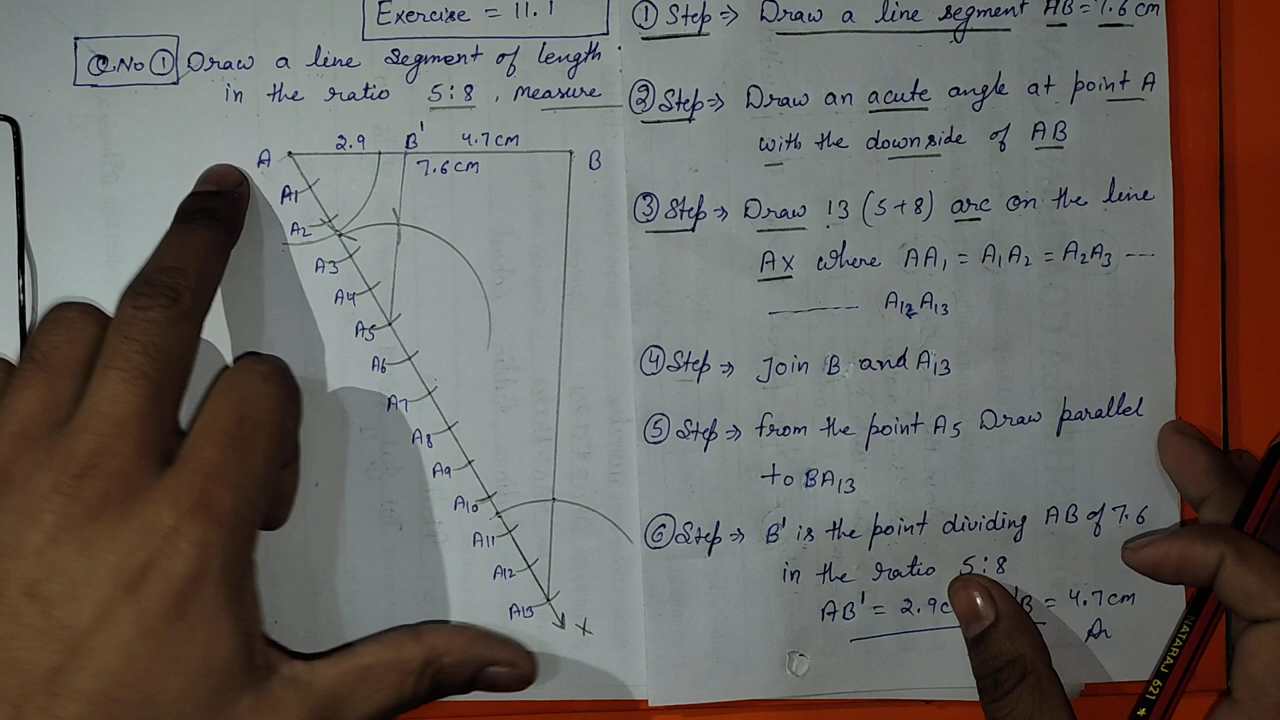 Exercise = 11.1
Q.No ① Draw a line segment of length
in the ratio 5:8, measure
A 2.9 B' 4.7cm B
7.6cm
A1
A2
A3
A4
A5
A6
A7
A8
A9
A10
A11
A12
A13
X
① Step ⇒ Draw a line segment AB = 7.6 cm
② Step ⇒ Draw an acute angle at point A
with the downside of AB
③ Step ⇒ Draw 13 (5+8) arc on the line
AX where AA₁ = A₁A₂ = A₂A₃ ---
——— A₁₂A₁₃
④ Step ⇒ Join B and A₁₃
⑤ Step ⇒ from the point A₅ Draw parallel
to BA₁₃
⑥ Step ⇒ B' is the point dividing AB of 7.6
in the ratio 5:8
AB' = 2.9c 'B = 4.7cm
NATARAJ 621